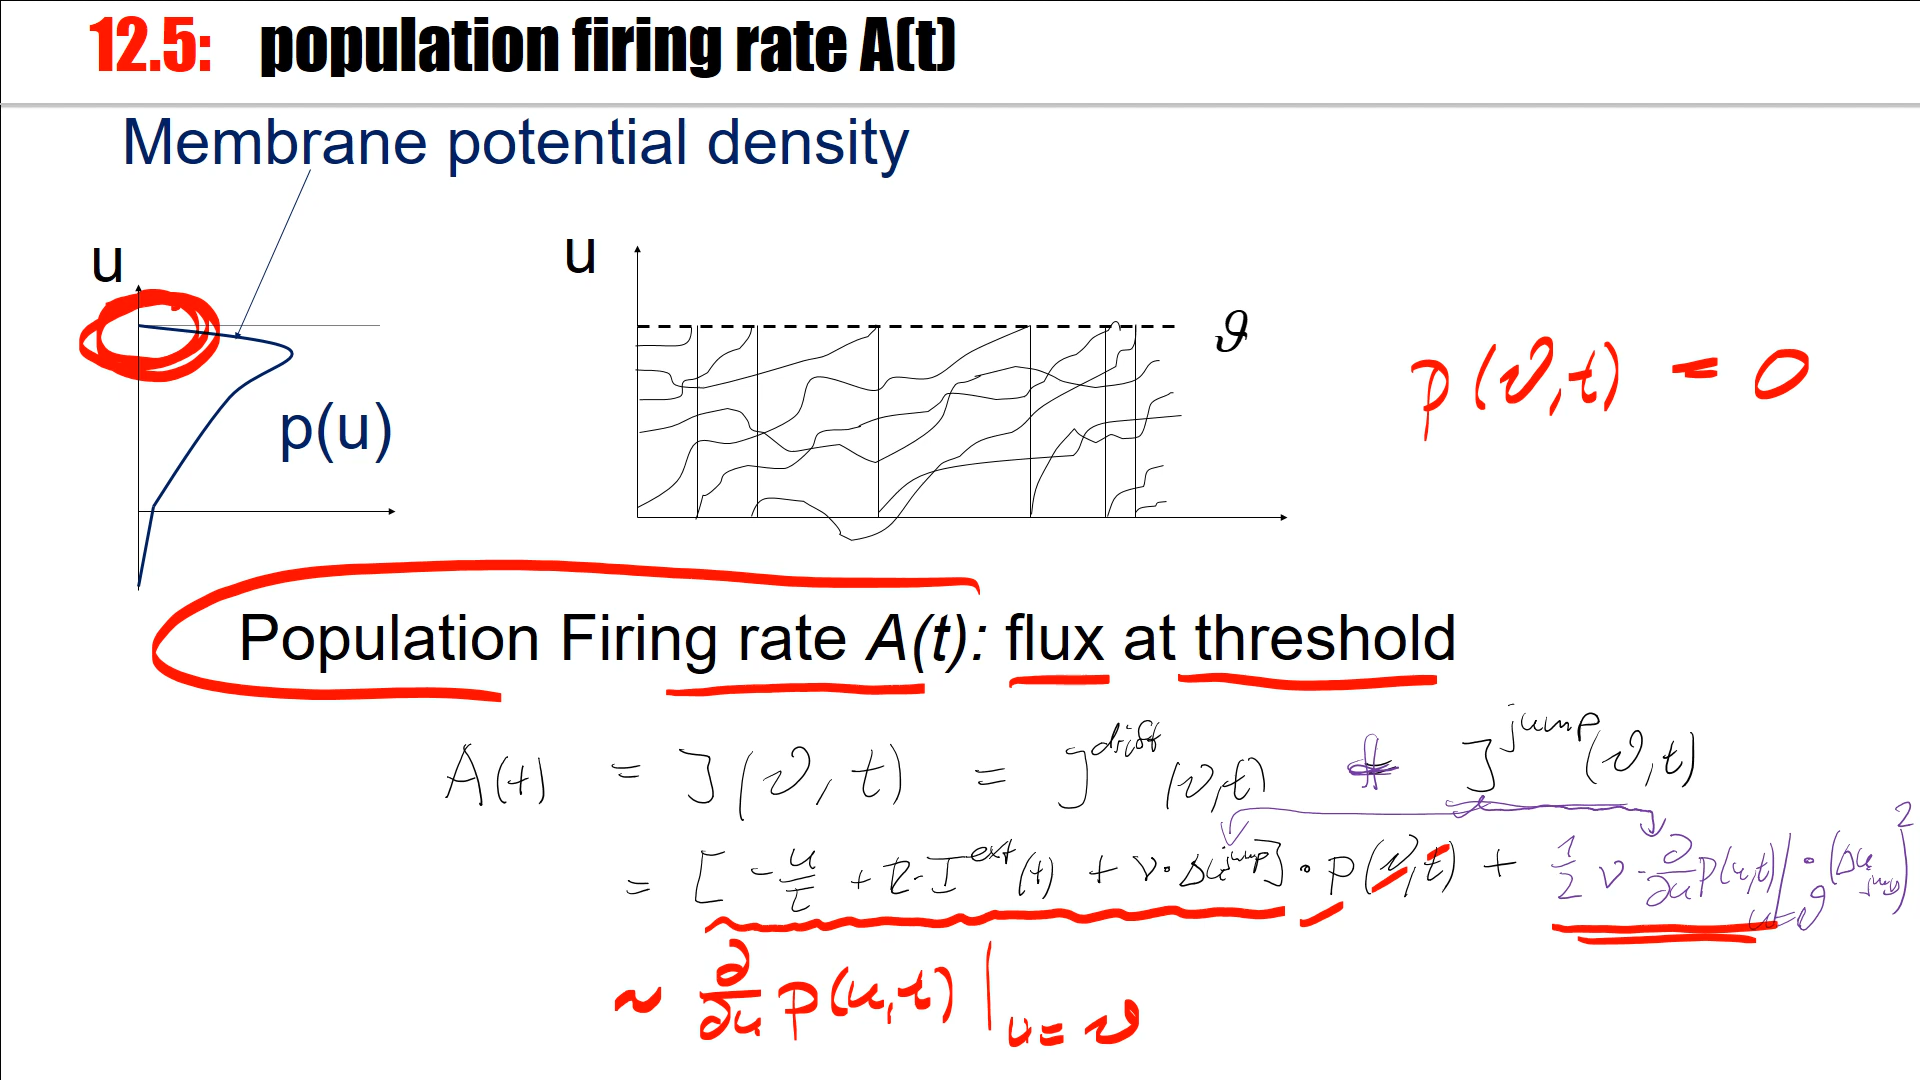 12.5: population firing rate A(t)
Membrane potential density
u
u
ϑ
p(ϑ,t) = 0
p(u)
Population Firing rate A(t): flux at threshold
A(t) = J(ϑ,t) = J^drift(ϑ,t) + J^jump(ϑ,t)
= [-u/τ + R·I^ext(t) + ν·Δu^jump]·p(ϑ,t) + 1/2 ν·∂/∂u p(u,t)|u=ϑ·(Δu jump)²
~ ∂/∂u p(u,t)|u=ϑ